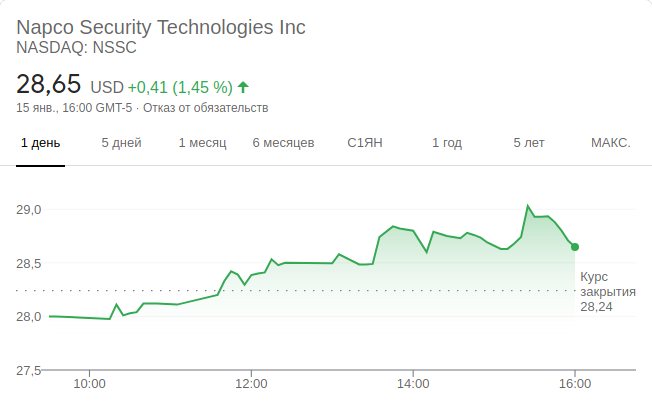 Napco Security Technologies Inc
NASDAQ: NSSC
28,65 USD +0,41 (1,45 %)
15 янв., 16:00 GMT-5 · Отказ от обязательств
1 день 5 дней 1 месяц 6 месяцев С1ЯН 1 год 5 лет МАКС.
29,0
28,5
Курс
закрытия
28,24
28,0
27,5
10:00 12:00 14:00 16:00